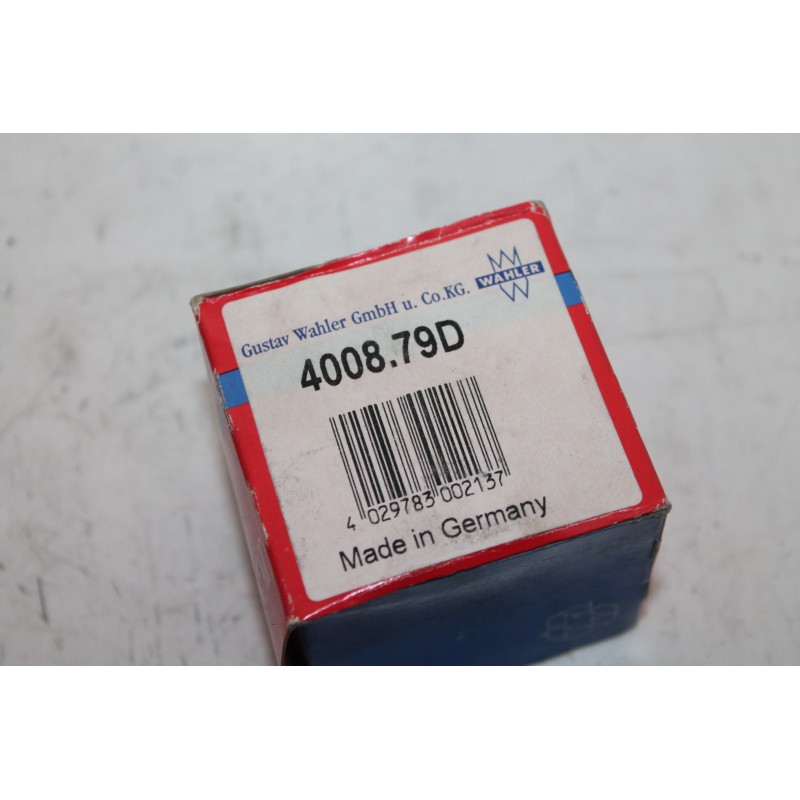 Gustav Wahler GmbH u. Co.KG.
WAHLER
4008.79D
4 029783 002137
Made in Germany